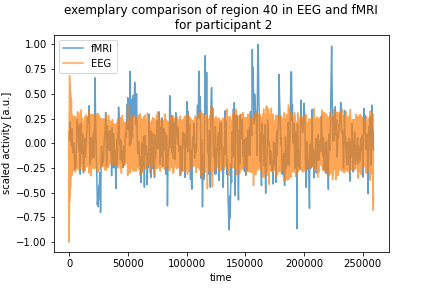 exemplary comparison of region 40 in EEG and fMRI
for participant 2
fMRI
EEG
scaled activity [a.u.]
1.00
0.75
0.50
0.25
0.00
−0.25
−0.50
−0.75
−1.00
0 50000 100000 150000 200000 250000
time